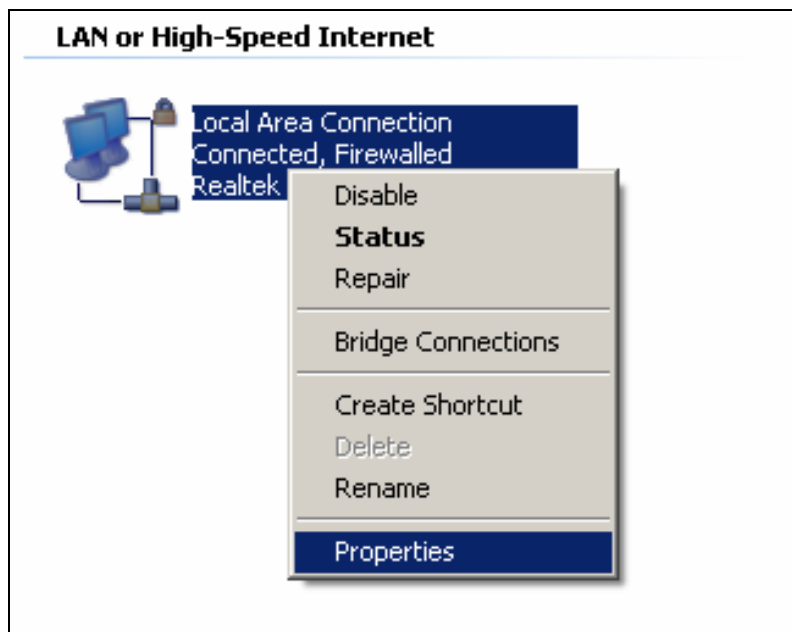 LAN or High-Speed Internet
Local Area Connection
Connected, Firewalled
Realtek
Disable
Status
Repair
Bridge Connections
Create Shortcut
Delete
Rename
Properties